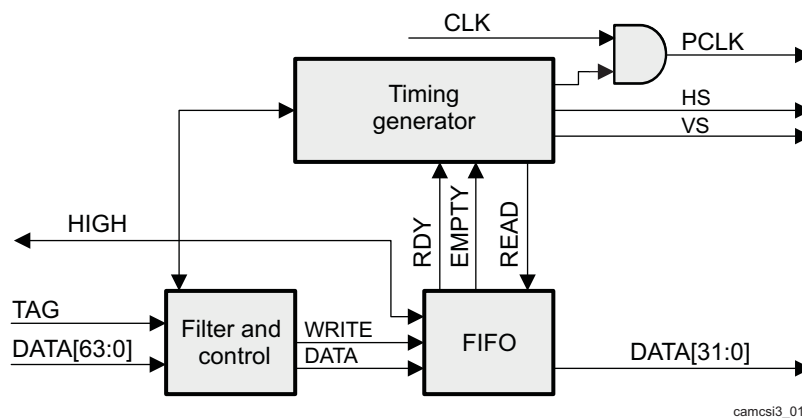 CLK
PCLK
Timing
generator
HS
VS
HIGH
RDY
EMPTY
READ
TAG
DATA[63:0]
Filter and
control
WRITE
DATA
FIFO
DATA[31:0]
camcsi3_01